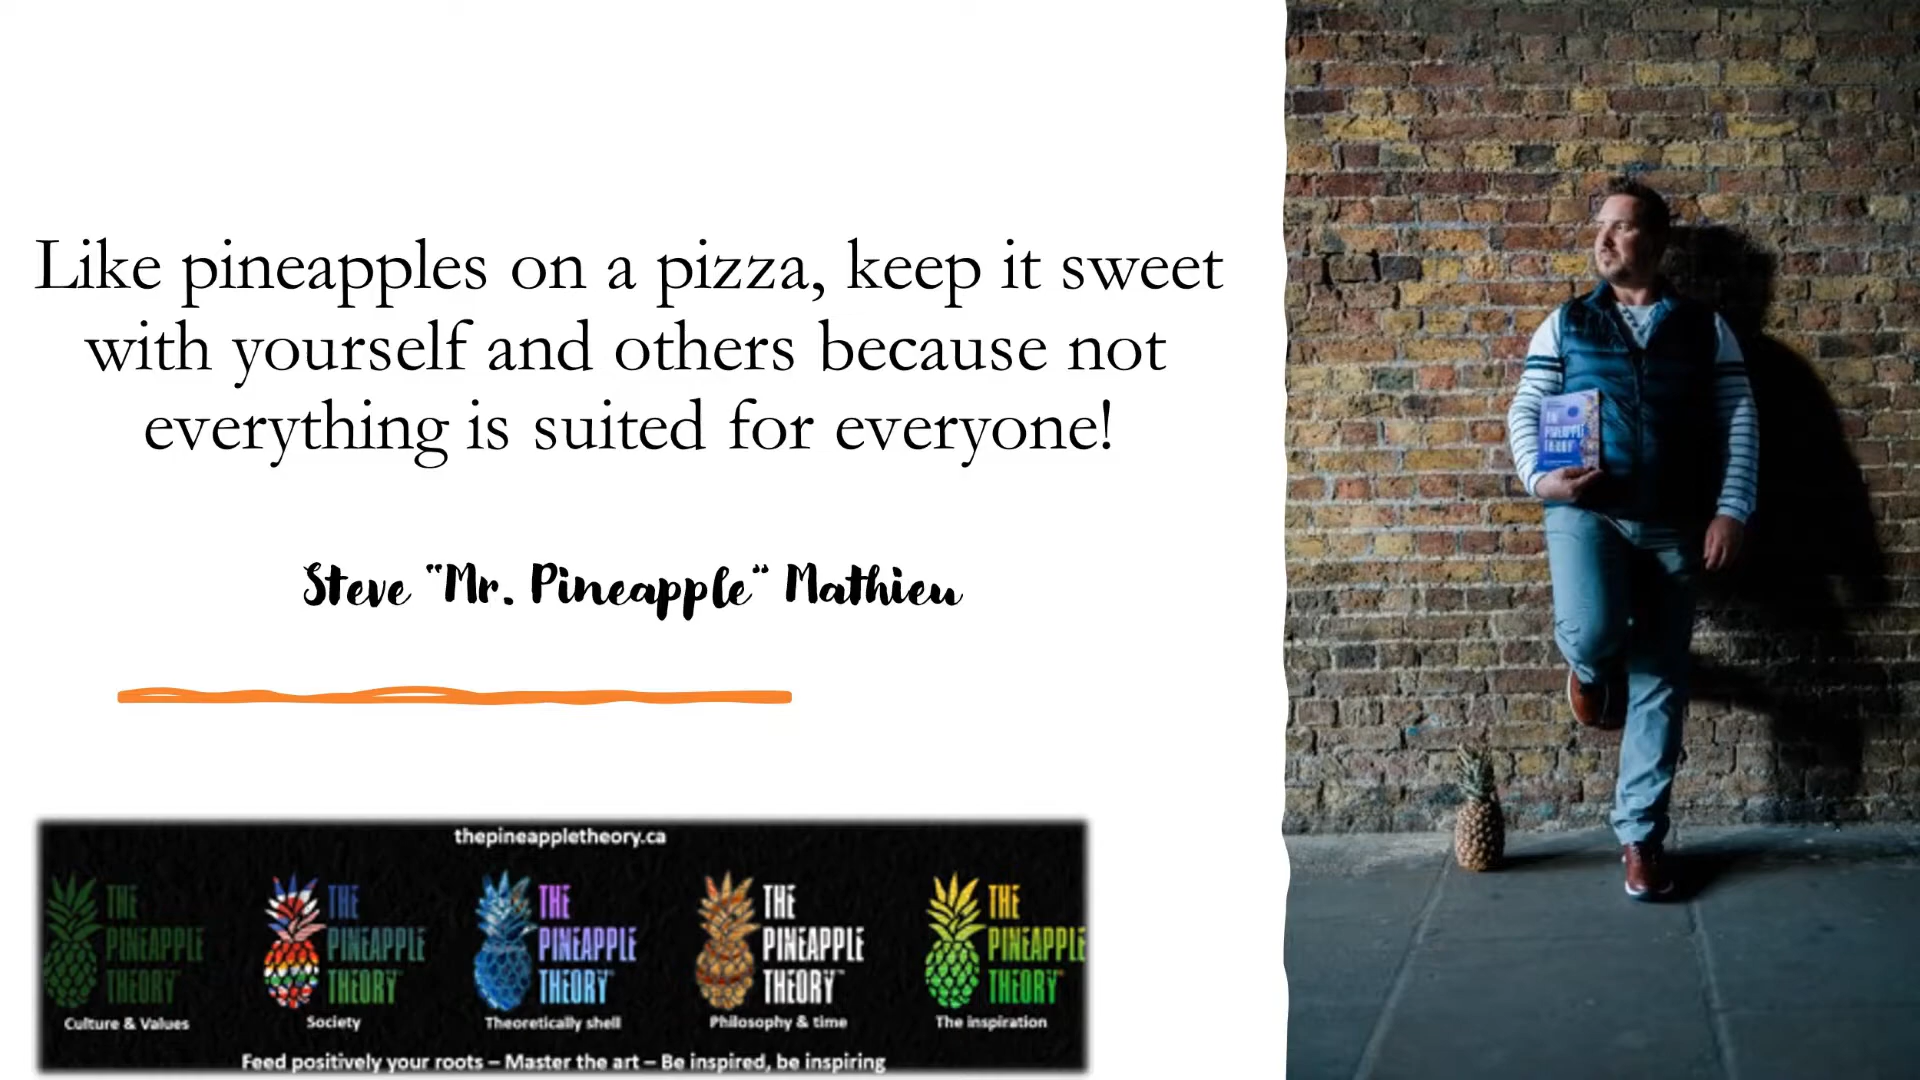 Like pineapples on a pizza, keep it sweet
with yourself and others because not
everything is suited for everyone!
Steve "Mr. Pineapple" Mathieu
thepineappletheory.ca
THE
PINEAPPLE
THEORY
Culture & Values
THE
PINEAPPLE
THEORY
Society
THE
PINEAPPLE
THEORY
Theoretically shell
THE
PINEAPPLE
THEORY™
Philosophy & time
THE
PINEAPPLE
THEORY
The inspiration
Feed positively your roots – Master the art – Be inspired, be inspiring
THE
PINEAPPLE
THEORY